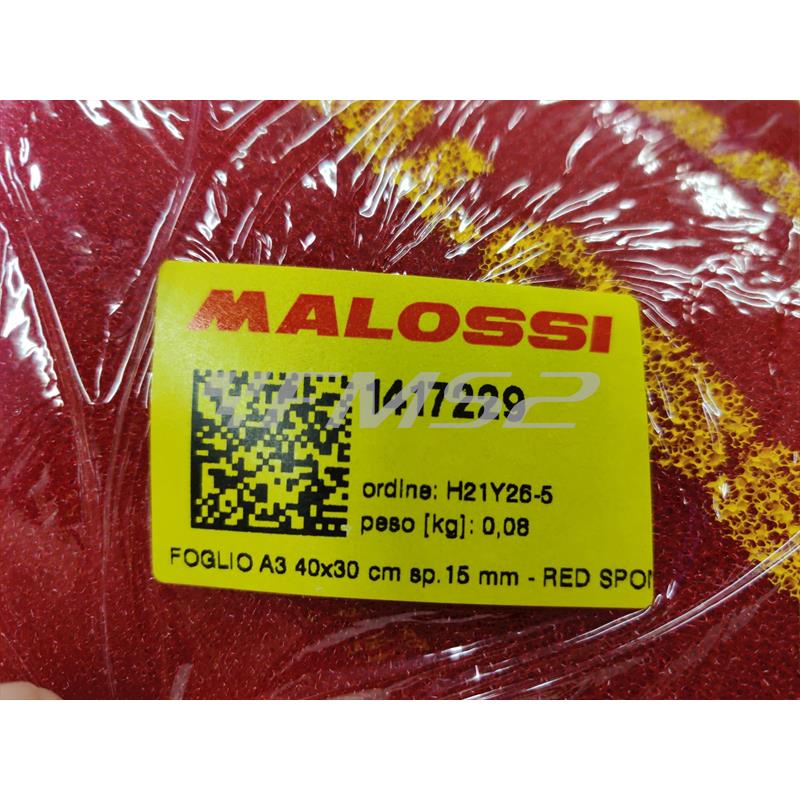 MALOSSI
1417229
FMS2
ordine: H21Y26-5
peso [kg]: 0,08
FOGLIO A3 40x30 cm sp.15 mm - RED SPON